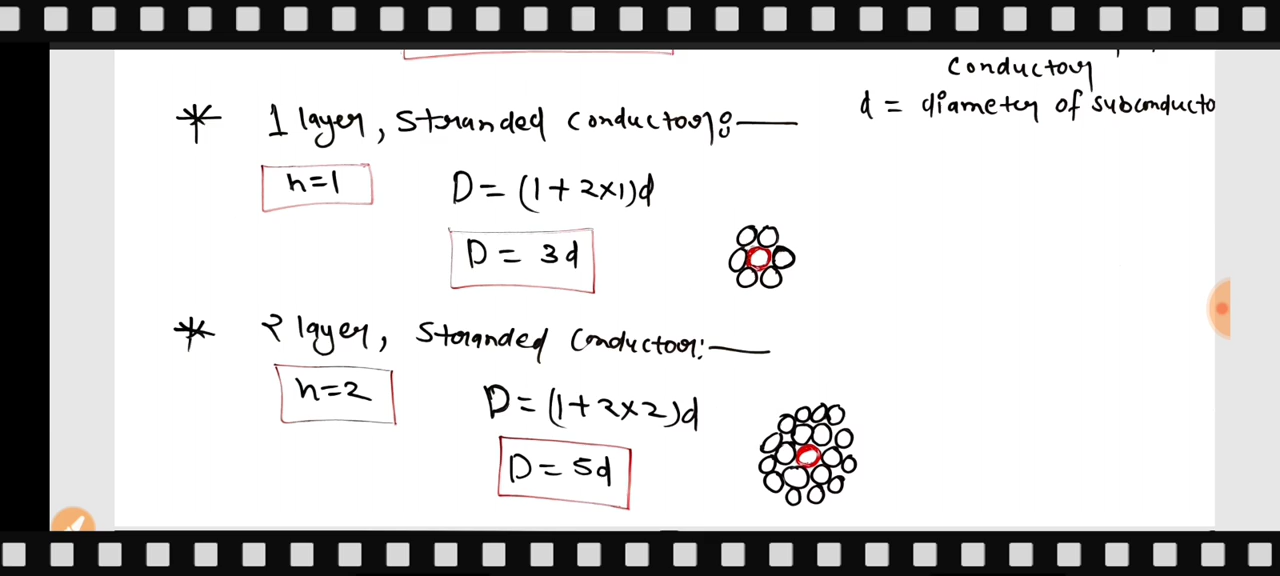 Conductor
d = diameter of subconducto
* 1 layer, Stranded Conductor:—
n=1
D = (1 + 2×1)d
D = 3d
* 2 layer, Stranded Conductor:—
n=2
D = (1 + 2×2)d
D = 5d